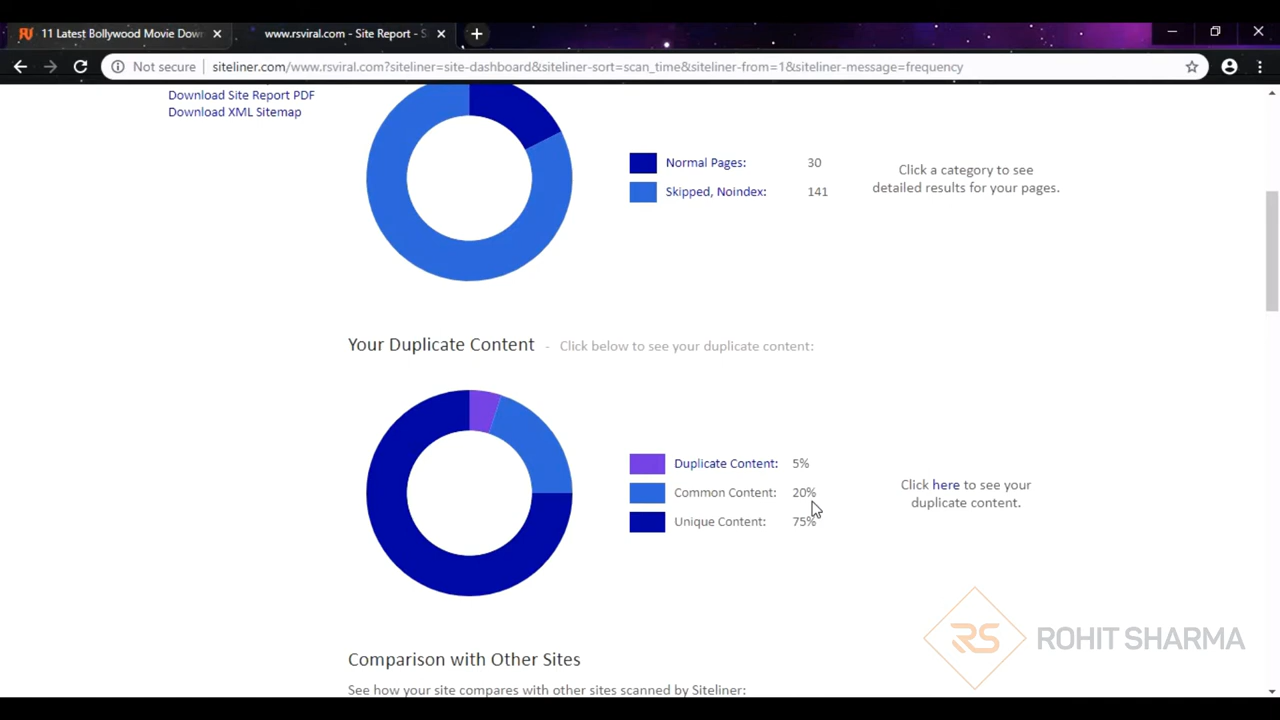 11 Latest Bollywood Movie Dow
www.rsviral.com - Site Report - S
Not secure
siteliner.com/www.rsviral.com?siteliner=site-dashboard&siteliner-sort=scan_time&siteliner-from=1&siteliner-message=frequency
Download Site Report PDF
Download XML Sitemap
Normal Pages: 30
Skipped, Noindex: 141
Click a category to see
detailed results for your pages.
Your Duplicate Content - Click below to see your duplicate content:
Duplicate Content: 5%
Common Content: 20%
Unique Content: 75%
Click here to see your
duplicate content.
RS ROHIT SHARMA
Comparison with Other Sites
See how your site compares with other sites scanned by Siteliner: